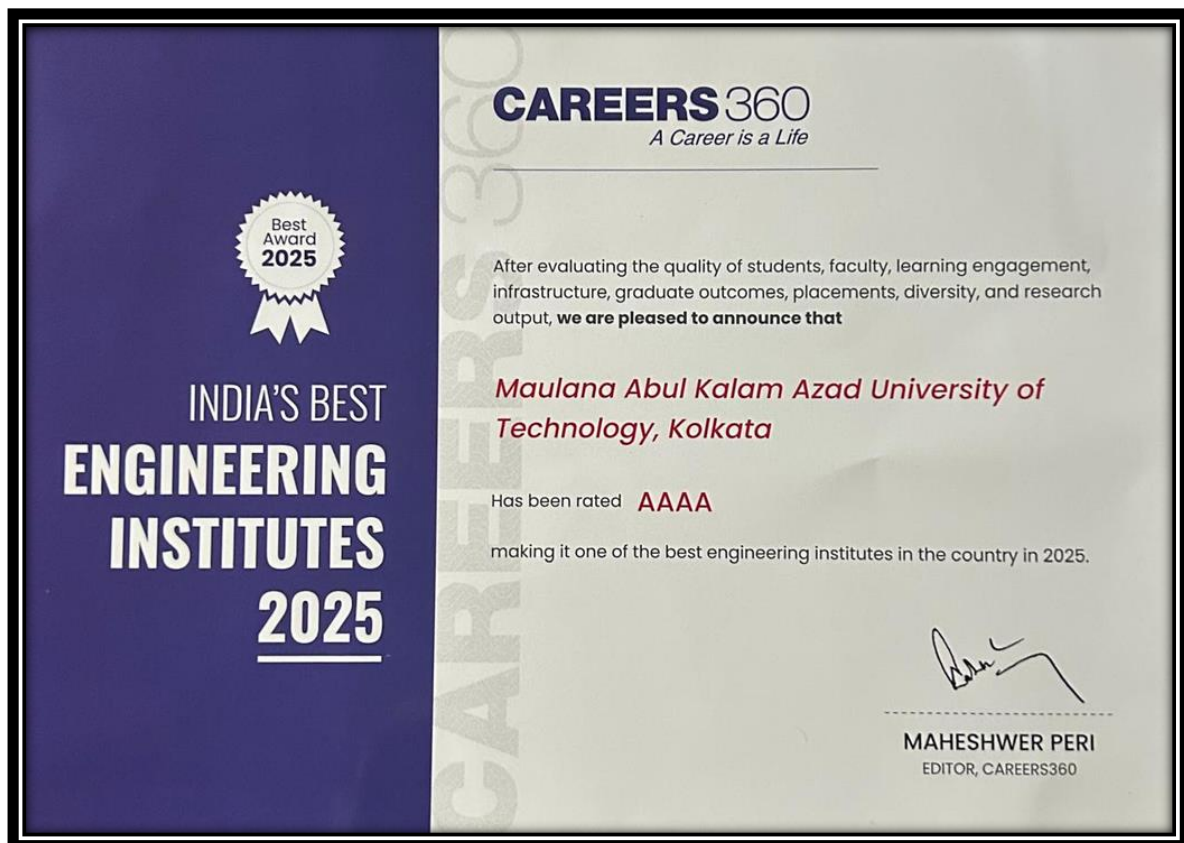 Best
Award
2025
INDIA'S BEST
ENGINEERING
INSTITUTES
2025
CAREERS 360
CAREERS360
A Career is a Life
After evaluating the quality of students, faculty, learning engagement,
infrastructure, graduate outcomes, placements, diversity, and research
output, we are pleased to announce that
Maulana Abul Kalam Azad University of
Technology, Kolkata
Has been rated AAAA
making it one of the best engineering institutes in the country in 2025.
MAHESHWER PERI
EDITOR, CAREERS360